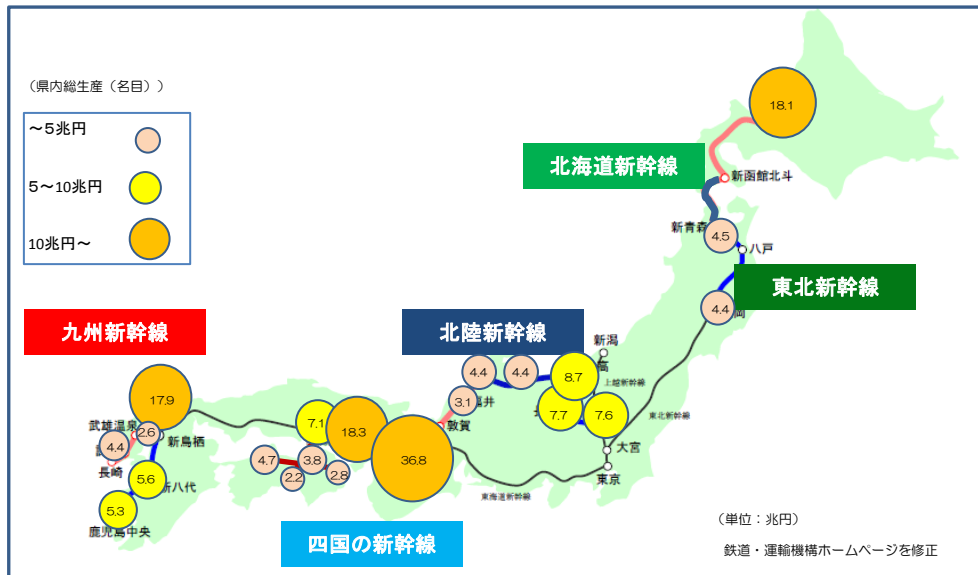 （県内総生産（名目））
～５兆円
５～10兆円
10兆円～
18.1
北海道新幹線
新函館北斗
新青森
4.5
八戸
東北新幹線
4.4
岡
九州新幹線
北陸新幹線
新潟
4.4
4.4
8.7
上越新幹線
3.1
福井
7.7
7.6
東北新幹線
敦賀
大宮
東京
東海道新幹線
17.9
武雄温泉
2.6
新鳥栖
4.4
長崎
5.6
新八代
5.3
鹿児島中央
7.1
18.3
36.8
4.7
3.8
2.2
2.8
四国の新幹線
（単位：兆円）
鉄道・運輸機構ホームページを修正